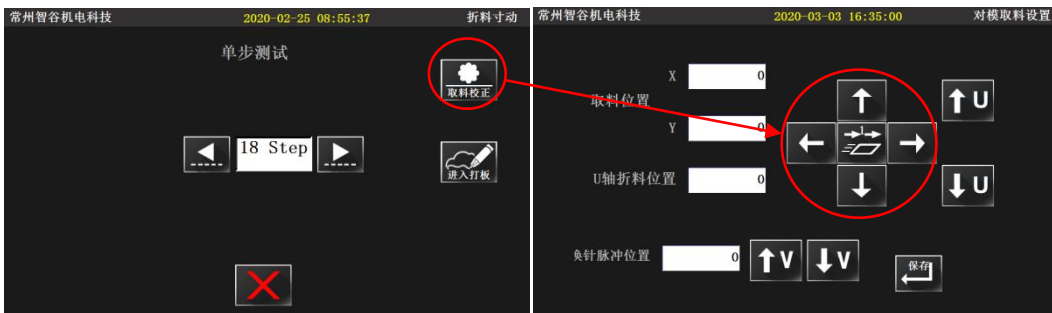 常州智谷机电科技 2020-02-25 08:55:37 折料寸动
单步测试
取料校正
18 Step
进入打板
常州智谷机电科技 2020-03-03 16:35:00 对模取料设置
X 0
取料位置
Y 0
U轴折料位置 0
换针脉冲位置 0
U
U
V
V
保存
1